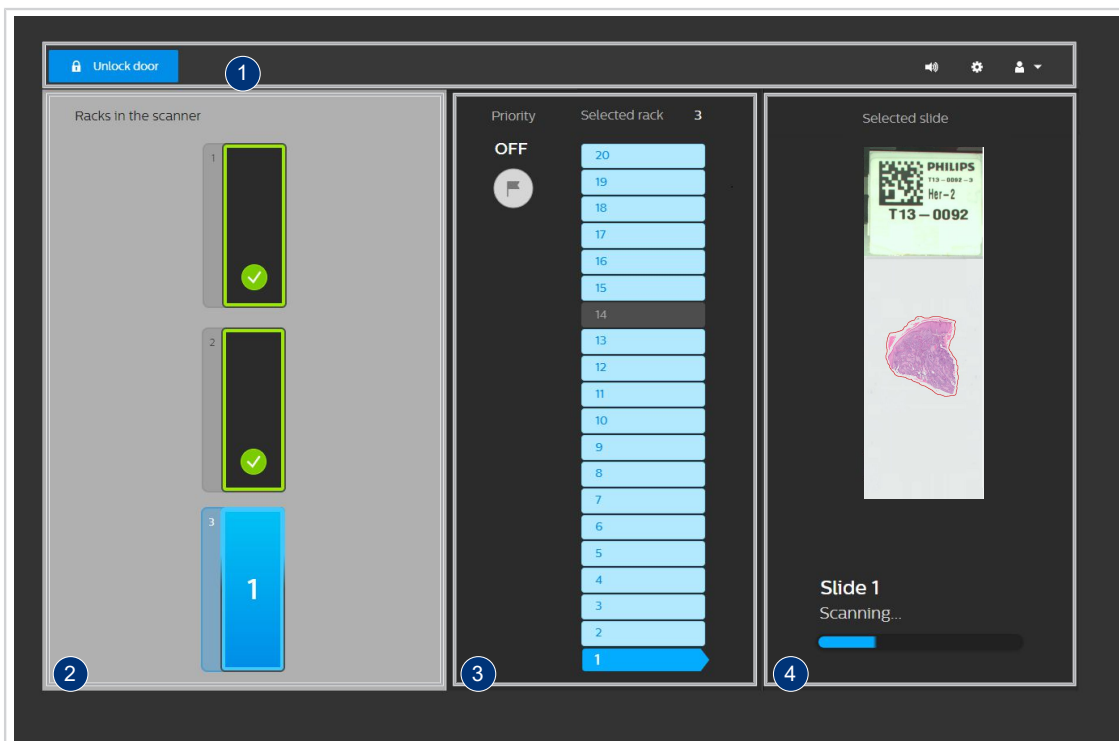 Unlock door
1
Racks in the scanner
1
2
3
1
2
Priority
Selected rack 3
OFF
20
19
18
17
16
15
14
13
12
11
10
9
8
7
6
5
4
3
2
1
3
Selected slide
PHILIPS
T13-0092-3
Her-2
T13-0092
Slide 1
Scanning...
4